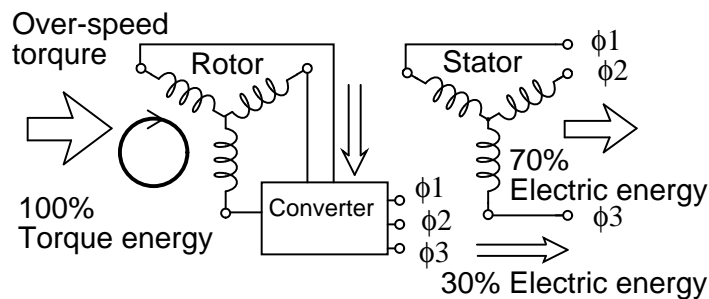 Over-speed
torqure
Rotor
Stator
ϕ1
ϕ2
70%
Electric energy
ϕ3
100%
Torque energy
Converter
ϕ1
ϕ2
ϕ3
30% Electric energy